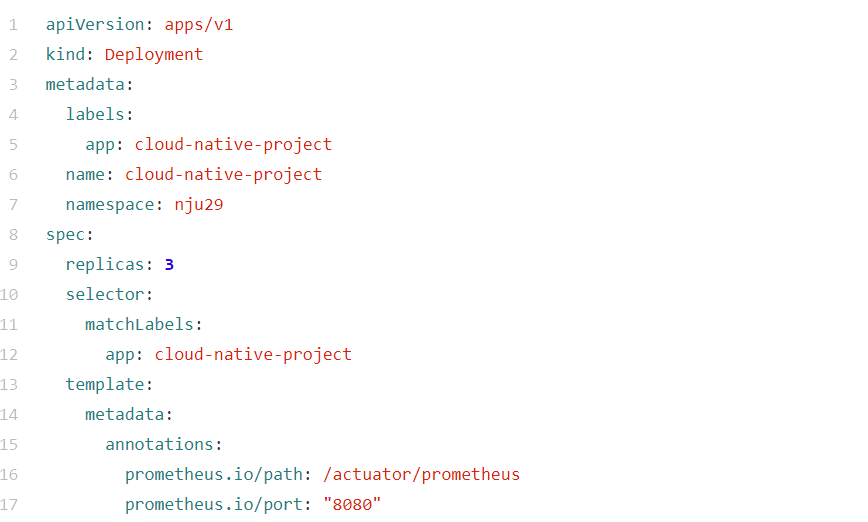 1 apiVersion: apps/v1
2 kind: Deployment
3 metadata:
4   labels:
5     app: cloud-native-project
6   name: cloud-native-project
7   namespace: nju29
8 spec:
9   replicas: 3
10   selector:
11     matchLabels:
12       app: cloud-native-project
13   template:
14     metadata:
15       annotations:
16         prometheus.io/path: /actuator/prometheus
17         prometheus.io/port: "8080"